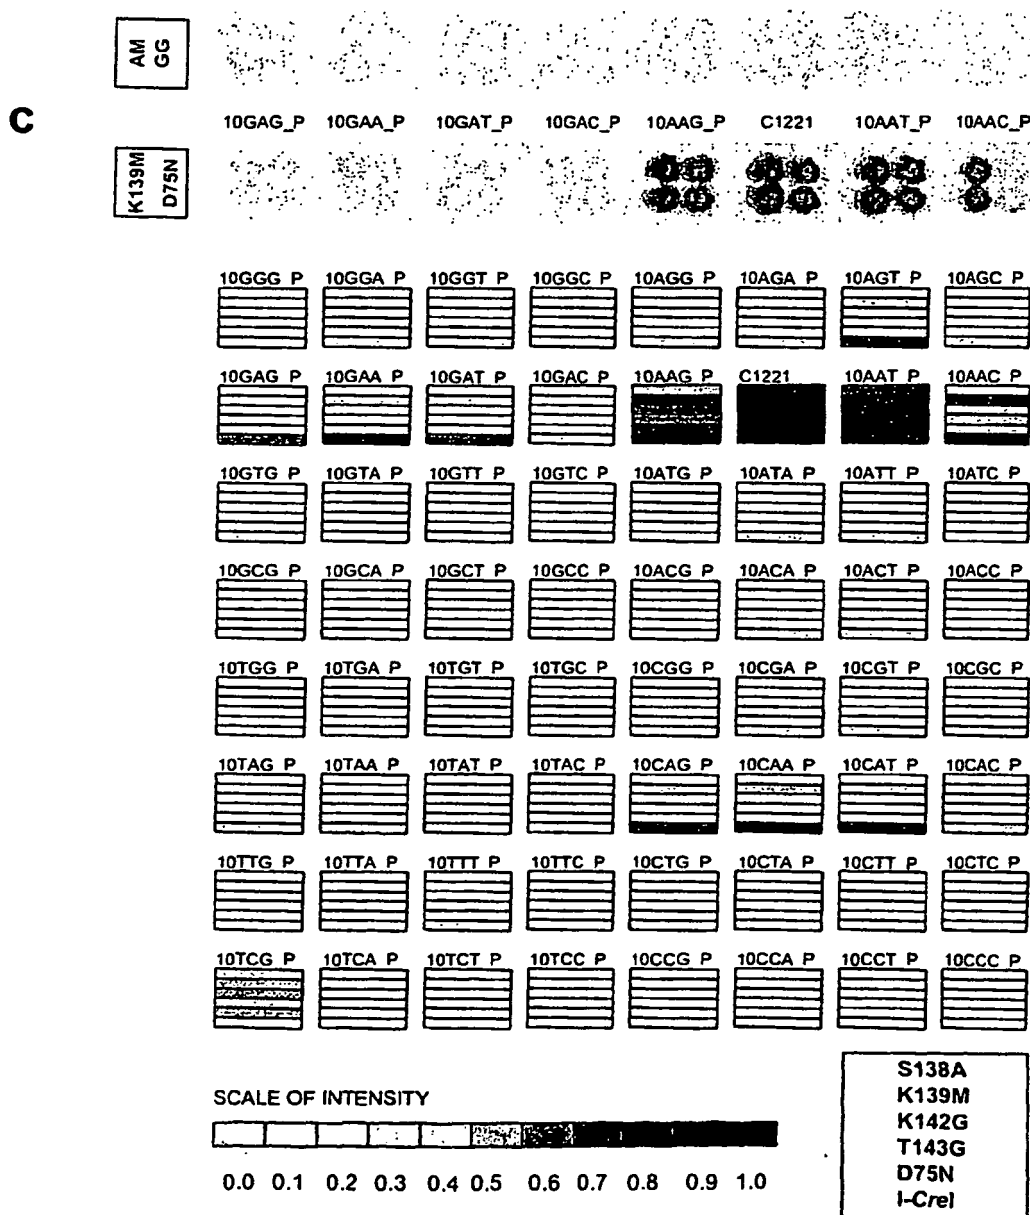 AM
GG
C
10GAG_P 10GAA_P 10GAT_P 10GAC_P 10AAG_P C1221 10AAT_P 10AAC_P
K139M
D75N
10GGG P 10GGA P 10GGT P 10GGC P 10AGG P 10AGA P 10AGT P 10AGC P
10GAG P 10GAA P 10GAT P 10GAC P 10AAG P C1221 10AAT P 10AAC P
10GTG P 10GTA P 10GTT P 10GTC P 10ATG P 10ATA P 10ATT P 10ATC P
10GCG P 10GCA P 10GCT P 10GCC P 10ACG P 10ACA P 10ACT P 10ACC P
10TGG P 10TGA P 10TGT P 10TGC P 10CGG P 10CGA P 10CGT P 10CGC P
10TAG P 10TAA P 10TAT P 10TAC P 10CAG P 10CAA P 10CAT P 10CAC P
10TTG P 10TTA P 10TTT P 10TTC P 10CTG P 10CTA P 10CTT P 10CTC P
10TCG P 10TCA P 10TCT P 10TCC P 10CCG P 10CCA P 10CCT P 10CCC P
SCALE OF INTENSITY
0.0 0.1 0.2 0.3 0.4 0.5 0.6 0.7 0.8 0.9 1.0
S138A
K139M
K142G
T143G
D75N
I-CreI